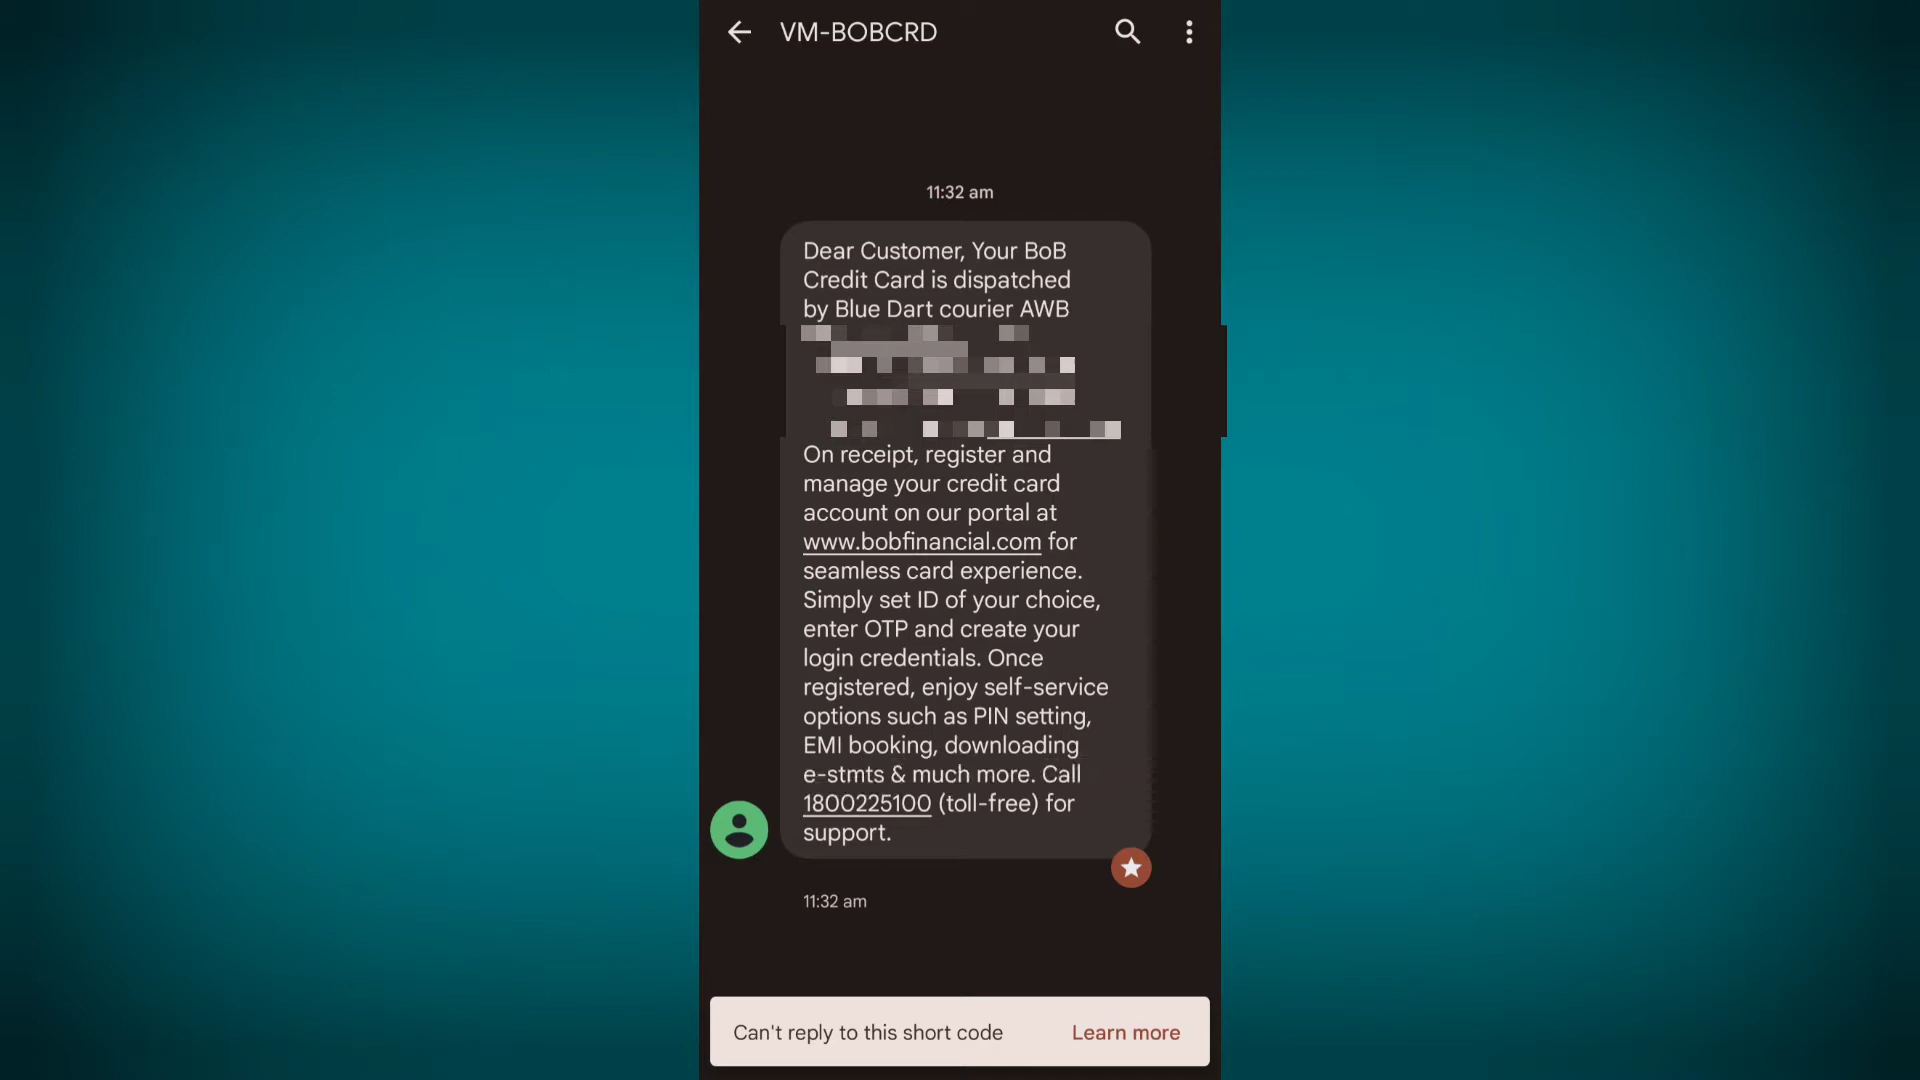 VM-BOBCRD
11:32 am
Dear Customer, Your BoB
Credit Card is dispatched
by Blue Dart courier AWB
On receipt, register and
manage your credit card
account on our portal at
www.bobfinancial.com for
seamless card experience.
Simply set ID of your choice,
enter OTP and create your
login credentials. Once
registered, enjoy self-service
options such as PIN setting,
EMI booking, downloading
e-stmts & much more. Call
1800225100 (toll-free) for
support.
11:32 am
Can't reply to this short code Learn more